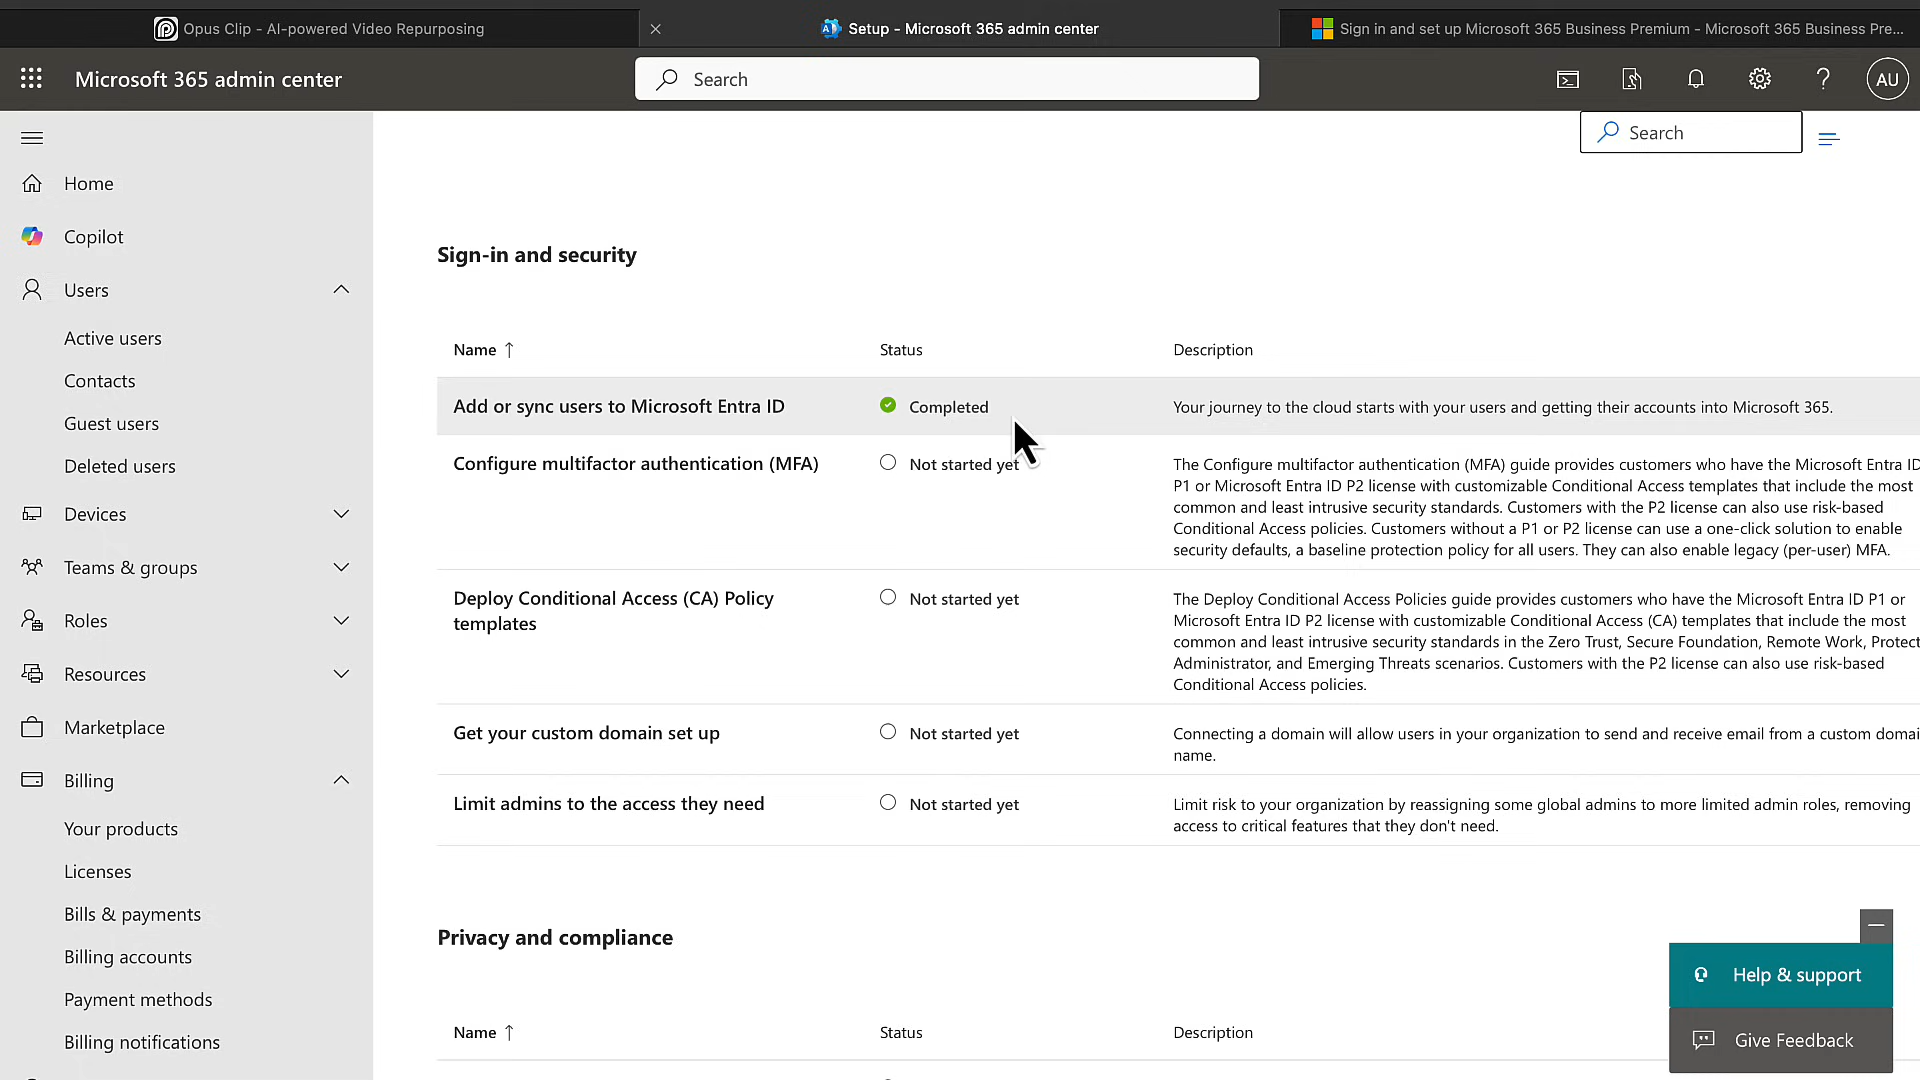 Opus Clip - AI-powered Video Repurposing
Setup - Microsoft 365 admin center
Sign in and set up Microsoft 365 Business Premium - Microsoft 365 Business Pre...
Microsoft 365 admin center
Search
AU
Search
Home
Copilot
Users
Active users
Contacts
Guest users
Deleted users
Devices
Teams & groups
Roles
Resources
Marketplace
Billing
Your products
Licenses
Bills & payments
Billing accounts
Payment methods
Billing notifications
Sign-in and security
Name ↑ Status Description
Add or sync users to Microsoft Entra ID Completed Your journey to the cloud starts with your users and getting their accounts into Microsoft 365.
Configure multifactor authentication (MFA) Not started yet The Configure multifactor authentication (MFA) guide provides customers who have the Microsoft Entra ID
P1 or Microsoft Entra ID P2 license with customizable Conditional Access templates that include the most
common and least intrusive security standards. Customers with the P2 license can also use risk-based
Conditional Access policies. Customers without a P1 or P2 license can use a one-click solution to enable
security defaults, a baseline protection policy for all users. They can also enable legacy (per-user) MFA.
Deploy Conditional Access (CA) Policy
templates
Not started yet
The Deploy Conditional Access Policies guide provides customers who have the Microsoft Entra ID P1 or
Microsoft Entra ID P2 license with customizable Conditional Access (CA) templates that include the most
common and least intrusive security standards in the Zero Trust, Secure Foundation, Remote Work, Protect
Administrator, and Emerging Threats scenarios. Customers with the P2 license can also use risk-based
Conditional Access policies.
Get your custom domain set up Not started yet Connecting a domain will allow users in your organization to send and receive email from a custom domai
name.
Limit admins to the access they need Not started yet Limit risk to your organization by reassigning some global admins to more limited admin roles, removing
access to critical features that they don't need.
Privacy and compliance
Name ↑ Status Description
Help & support
Give Feedback